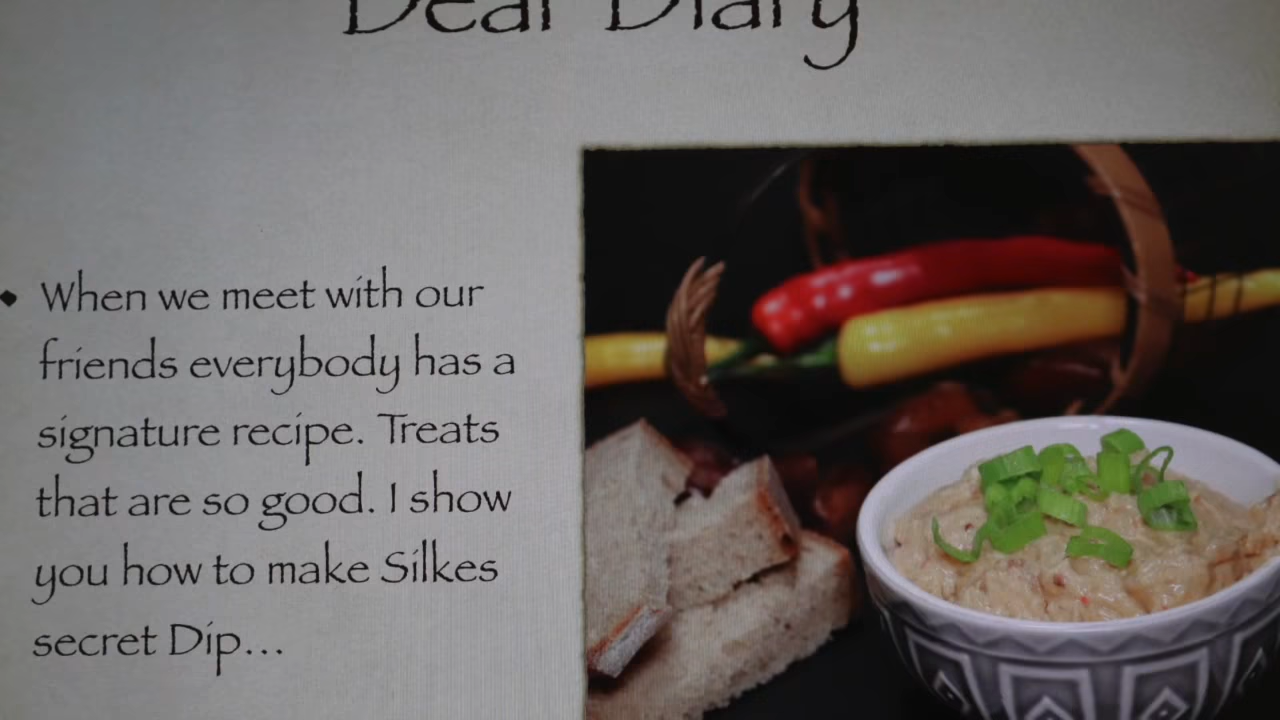 Dear Diary
• When we meet with our
friends everybody has a
signature recipe. Treats
that are so good. I show
you how to make Silkes
secret Dip...